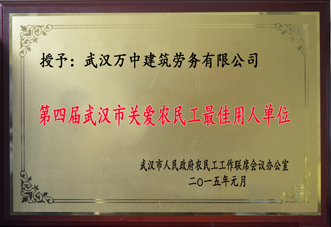 授予：武汉万中建筑劳务有限公司
第四届武汉市关爱农民工最佳用人单位
武汉市人民政府农民工工作联席会议办公室
二〇一五年元月